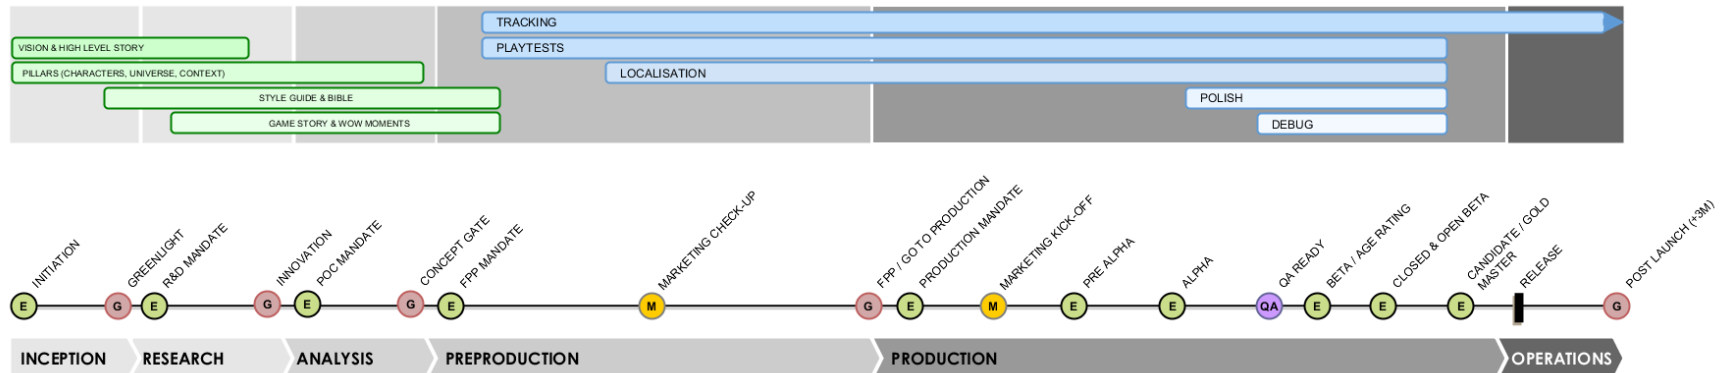 TRACKING
VISION & HIGH LEVEL STORY
PLAYTESTS
PILLARS (CHARACTERS, UNIVERSE, CONTEXT)
LOCALISATION
STYLE GUIDE & BIBLE
POLISH
GAME STORY & WOW MOMENTS
DEBUG
INITIATION
GREENLIGHT
R&D MANDATE
INNOVATION
POC MANDATE
CONCEPT GATE
FPP MANDATE
MARKETING CHECK-UP
FPP / GO TO PRODUCTION
PRODUCTION MANDATE
MARKETING KICK-OFF
PRE ALPHA
ALPHA
QA READY
BETA / AGE RATING
CLOSED & OPEN BETA
CANDIDATE / GOLD
MASTER
RELEASE
POST LAUNCH (+3M)
E G E G E G E M G E M E E QA E E E G
INCEPTION RESEARCH ANALYSIS PREPRODUCTION PRODUCTION OPERATIONS